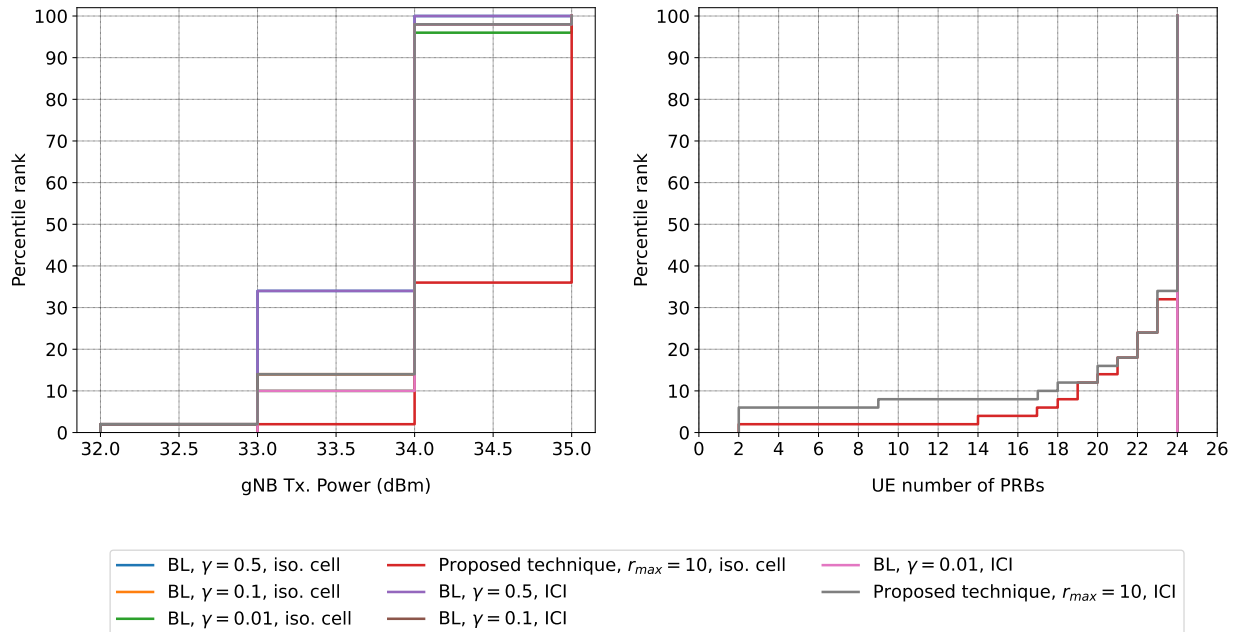 100
90
80
70
60
50
40
30
20
10
0
Percentile rank
32.0 32.5 33.0 33.5 34.0 34.5 35.0
gNB Tx. Power (dBm)
100
90
80
70
60
50
40
30
20
10
0
Percentile rank
0 2 4 6 8 10 12 14 16 18 20 22 24 26
UE number of PRBs
BL, γ = 0.5, iso. cell
BL, γ = 0.1, iso. cell
BL, γ = 0.01, iso. cell
Proposed technique, r_max = 10, iso. cell
BL, γ = 0.5, ICI
BL, γ = 0.1, ICI
BL, γ = 0.01, ICI
Proposed technique, r_max = 10, ICI